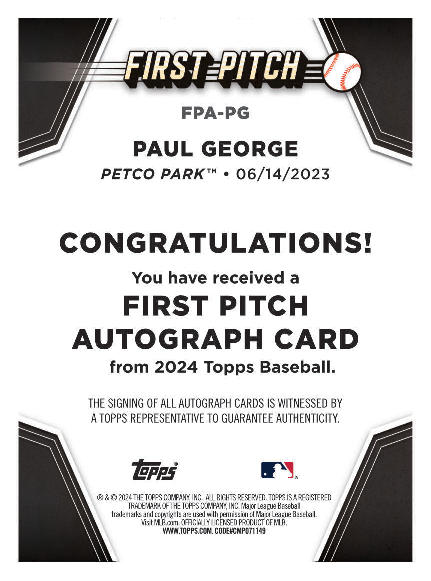 FIRST PITCH
FPA-PG
PAUL GEORGE
PETCO PARK™ • 06/14/2023
CONGRATULATIONS!
You have received a
FIRST PITCH
AUTOGRAPH CARD
from 2024 Topps Baseball.
THE SIGNING OF ALL AUTOGRAPH CARDS IS WITNESSED BY
A TOPPS REPRESENTATIVE TO GUARANTEE AUTHENTICITY.
Topps
® & © 2024 THE TOPPS COMPANY, INC. ALL RIGHTS RESERVED. TOPPS IS A REGISTERED
TRADEMARK OF THE TOPPS COMPANY, INC. Major League Baseball
trademarks and copyrights are used with permission of Major League Baseball.
Visit MLB.com. OFFICIALLY LICENSED PRODUCT OF MLB.
WWW.TOPPS.COM. CODE#CMP071149